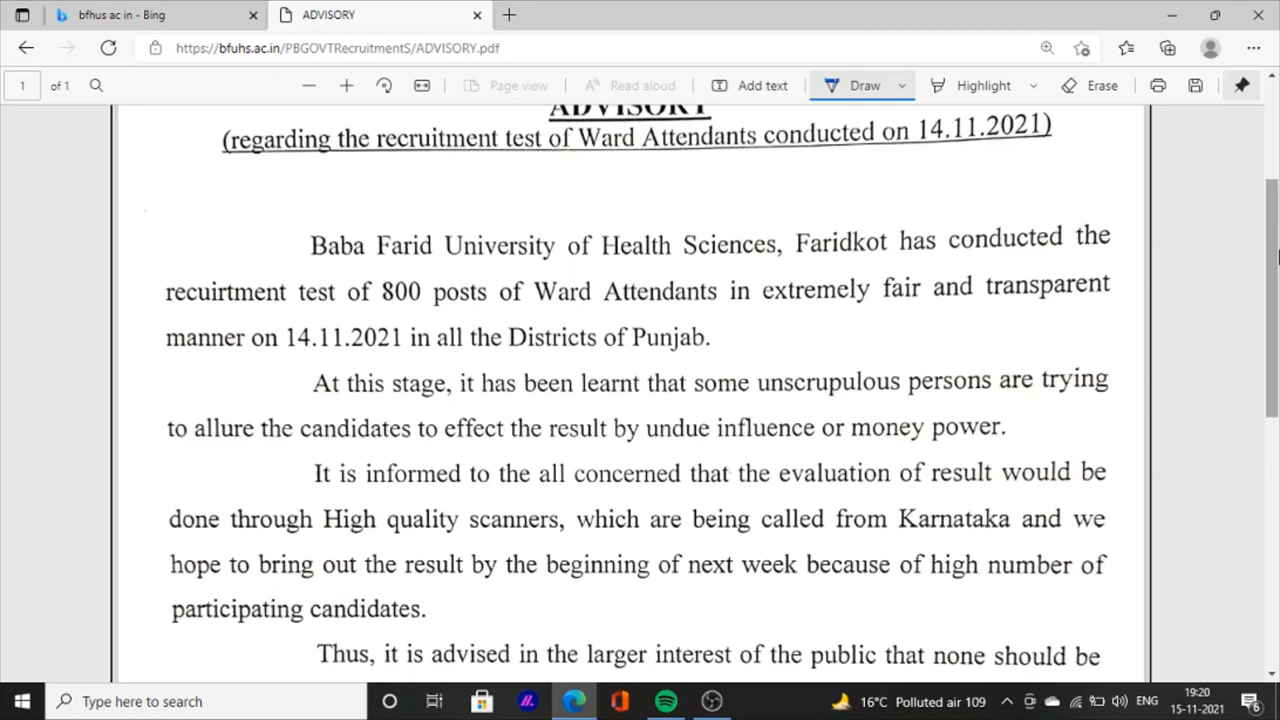 bfhus ac in - Bing
ADVISORY
https://bfuhs.ac.in/PBGOVTRecruitmentS/ADVISORY.pdf
1 of 1
Page view
Read aloud
Add text
Draw
Highlight
Erase
ADVISORY
(regarding the recruitment test of Ward Attendants conducted on 14.11.2021)
Baba Farid University of Health Sciences, Faridkot has conducted the
recuirtment test of 800 posts of Ward Attendants in extremely fair and transparent
manner on 14.11.2021 in all the Districts of Punjab.
At this stage, it has been learnt that some unscrupulous persons are trying
to allure the candidates to effect the result by undue influence or money power.
It is informed to the all concerned that the evaluation of result would be
done through High quality scanners, which are being called from Karnataka and we
hope to bring out the result by the beginning of next week because of high number of
participating candidates.
Thus, it is advised in the larger interest of the public that none should be
Type here to search
16°C Polluted air 109
ENG
19:20
15-11-2021
6